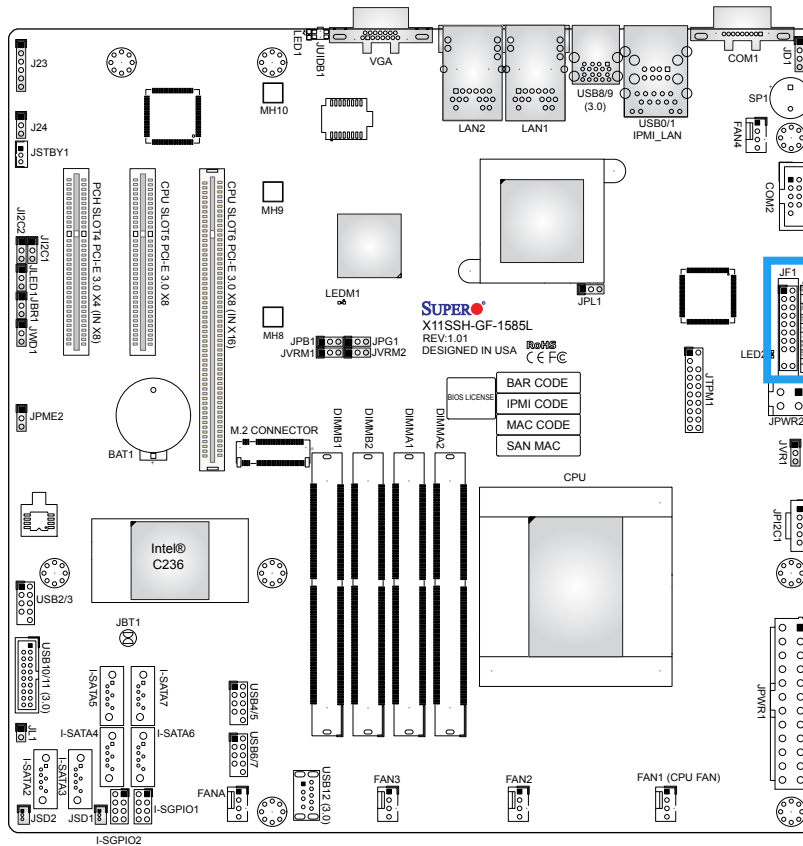 LED1
JUIDB1
VGA
LAN2
LAN1
USB8/9
(3.0)
USB0/1
IPMI_LAN
COM1
JD1
J23
J24
JSTBY1
MH10
MH9
MH8
SP1
FAN4
COM2
JI2C2
JI2C1
JLED1
JBR1
JWD1
PCH SLOT4 PCI-E 3.0 X4 (IN X8)
CPU SLOT5 PCI-E 3.0 X8
CPU SLOT6 PCI-E 3.0 X8 (IN X16)
LEDM1
JPL1
JF1
LED2
SUPER
X11SSH-GF-1585L
REV:1.01
DESIGNED IN USA
RoHS
CE FC
JPB1
JPG1
JVRM1
JVRM2
BIOS LICENSE
BAR CODE
IPMI CODE
MAC CODE
SAN MAC
JTPM1
JPWR2
JVR1
JPME2
BAT1
M.2 CONNECTOR
DIMMB1
DIMMB2
DIMMA1
DIMMA2
CPU
JPI2C1
Intel®
C236
USB2/3
JBT1
USB10/11 (3.0)
I-SATA5
I-SATA7
USB4/5
JPWR1
JL1
I-SATA4
I-SATA6
USB6/7
I-SATA2
I-SATA3
FANA
USB12 (3.0)
FAN3
FAN2
FAN1 (CPU FAN)
JSD2
JSD1
I-SGPIO1
I-SGPIO2